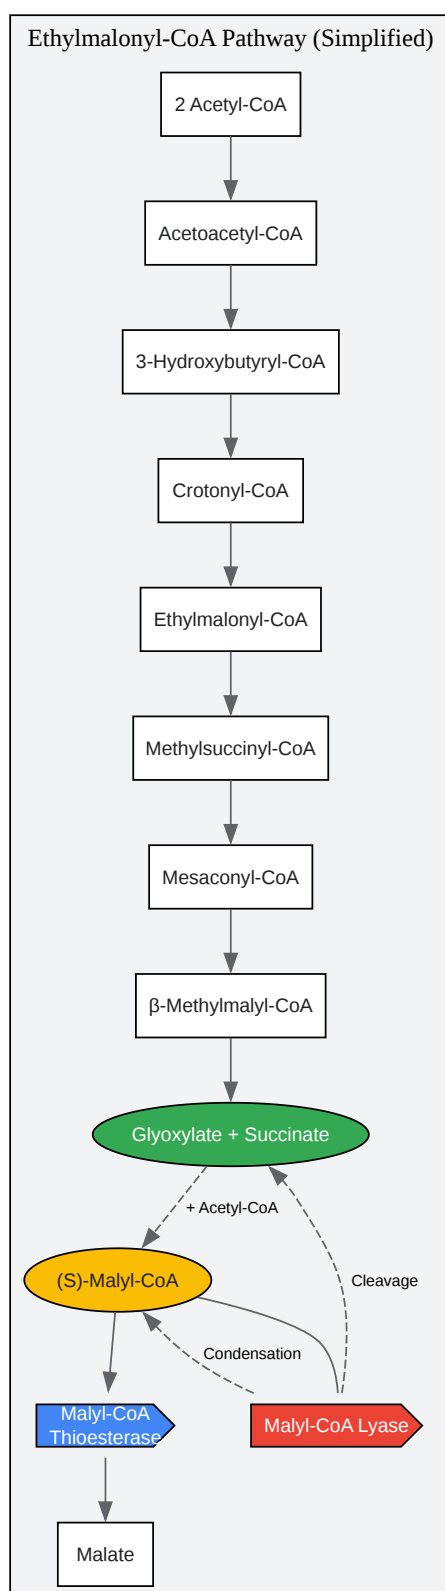 Ethylmalonyl-CoA Pathway (Simplified)
2 Acetyl-CoA
Acetoacetyl-CoA
3-Hydroxybutyryl-CoA
Crotonyl-CoA
Ethylmalonyl-CoA
Methylsuccinyl-CoA
Mesaconyl-CoA
β-Methylmalyl-CoA
Glyoxylate + Succinate
+ Acetyl-CoA
(S)-Malyl-CoA
Cleavage
Condensation
Malyl-CoA
Thioesterase
Malyl-CoA Lyase
Malate